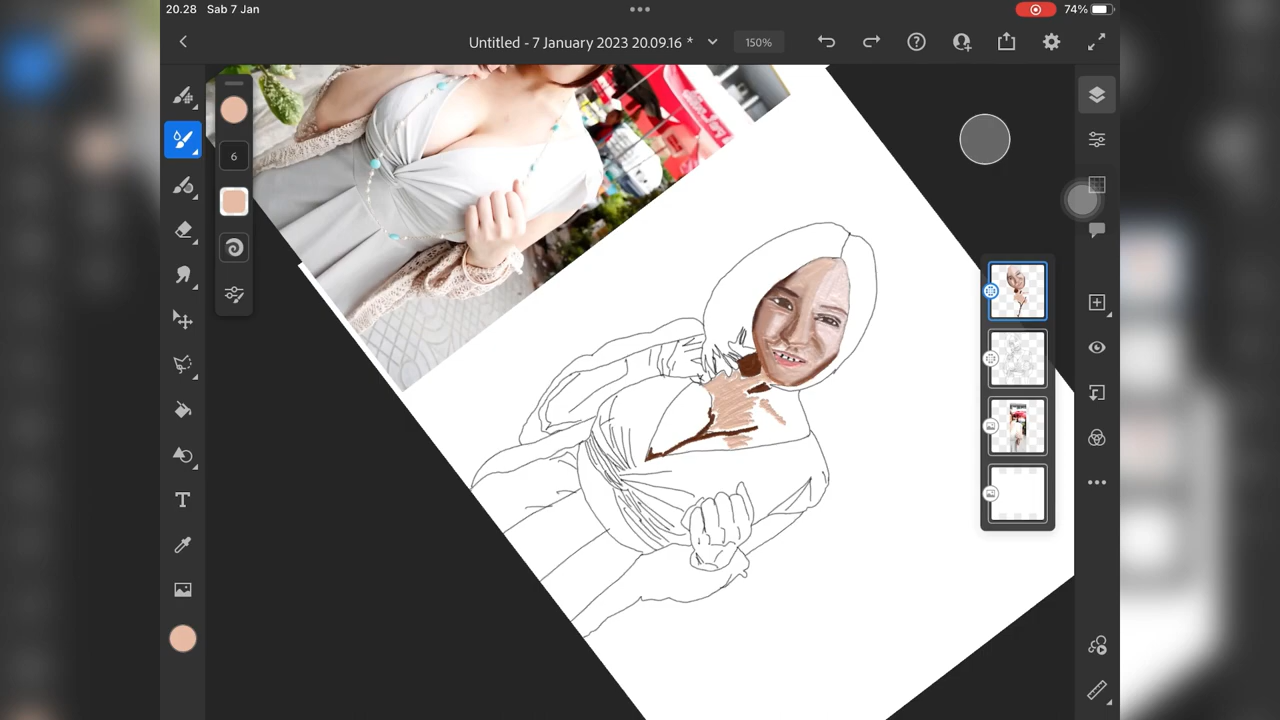 20.28 Sab 7 Jan
74%
Untitled - 7 January 2023 20.09.16 *
150%
6
T